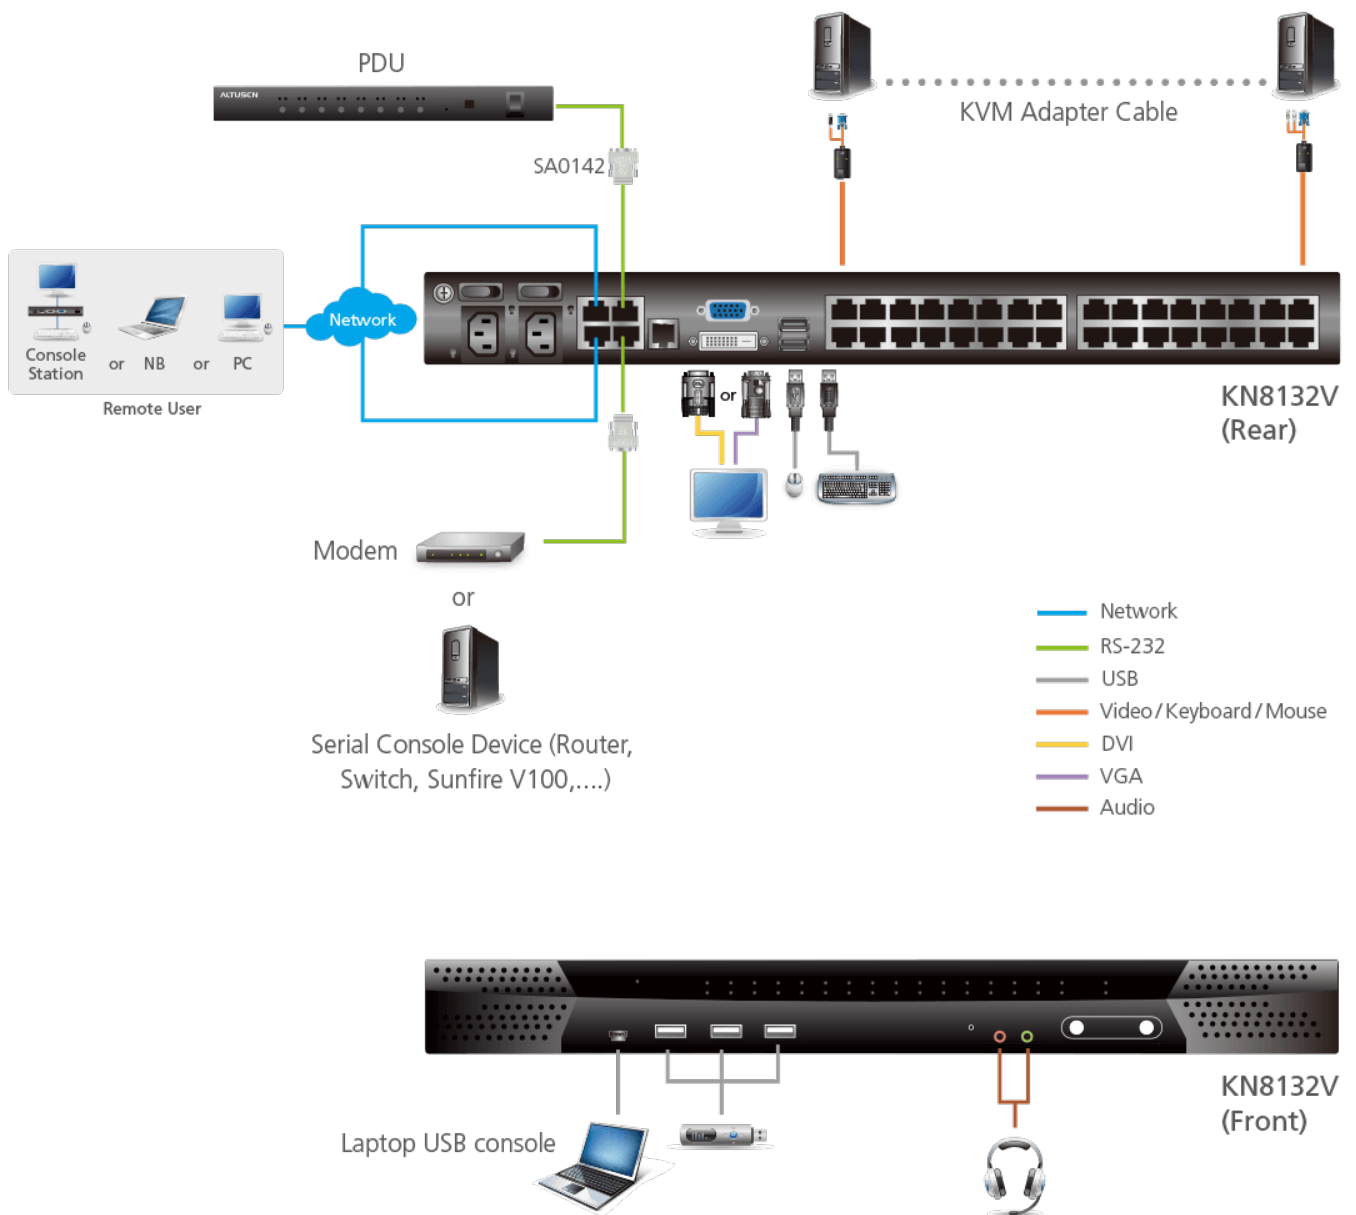 PDU
ALTUSEN
KVM Adapter Cable
SA0142
Network
Console
Station
or
NB
or
PC
Remote User
KN8132V
(Rear)
or
Modem
or
Serial Console Device (Router,
Switch, Sunfire V100,....)
Network
RS-232
USB
Video/Keyboard/Mouse
DVI
VGA
Audio
KN8132V
(Front)
Laptop USB console